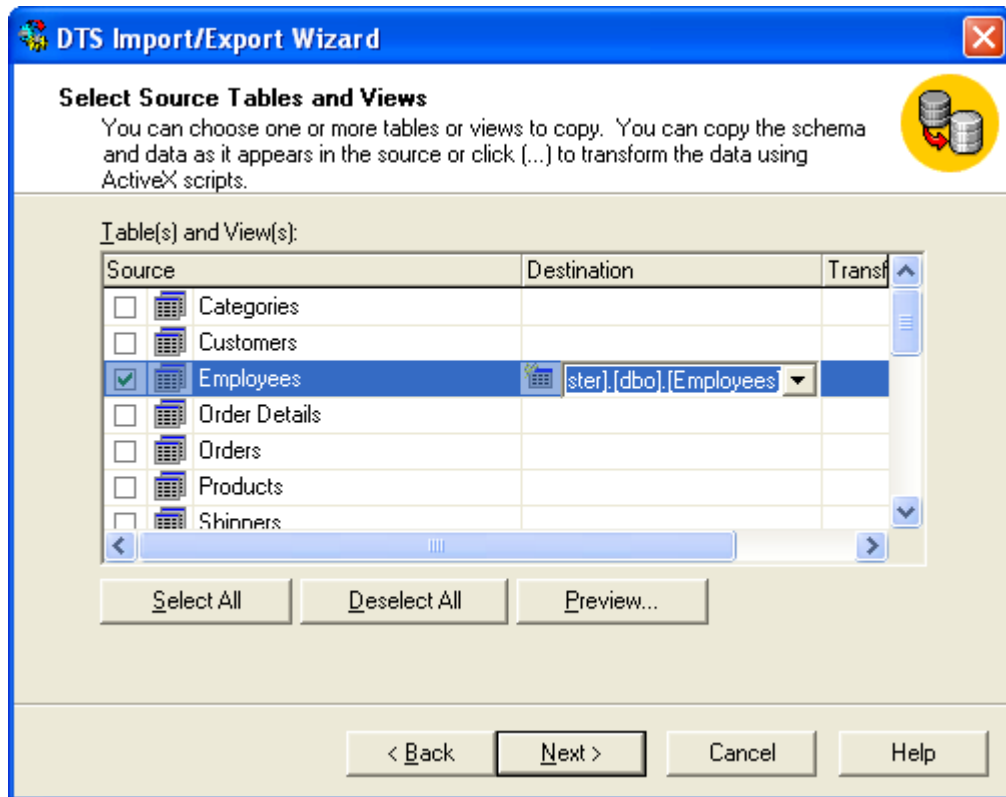 DTS Import/Export Wizard
Select Source Tables and Views
You can choose one or more tables or views to copy. You can copy the schema
and data as it appears in the source or click (...) to transform the data using
ActiveX scripts.
Table(s) and View(s):
Source Destination Transf
Categories
Customers
Employees ster].[dbo].[Employees]
Order Details
Orders
Products
Shippers
Select All Deselect All Preview...
< Back Next > Cancel Help